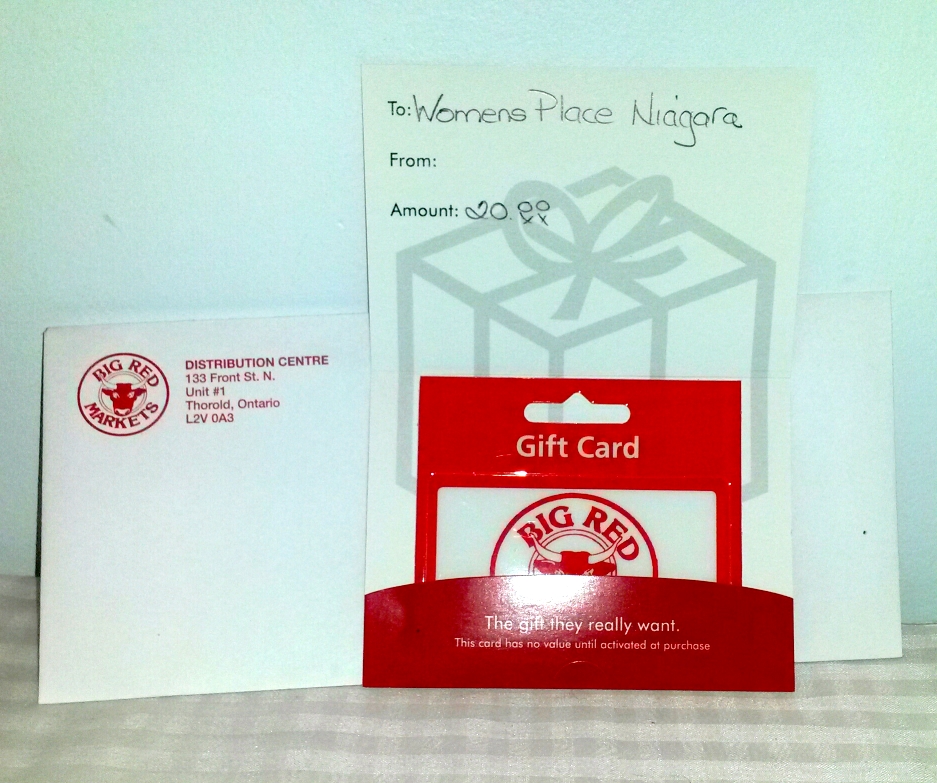 To: Womens Place Niagara
From:
Amount: 20.00
xx
BIG RED
MARKETS
DISTRIBUTION CENTRE
133 Front St. N.
Unit #1
Thorold, Ontario
L2V 0A3
Gift Card
BIG RED
The gift they really want.
This card has no value until activated at purchase